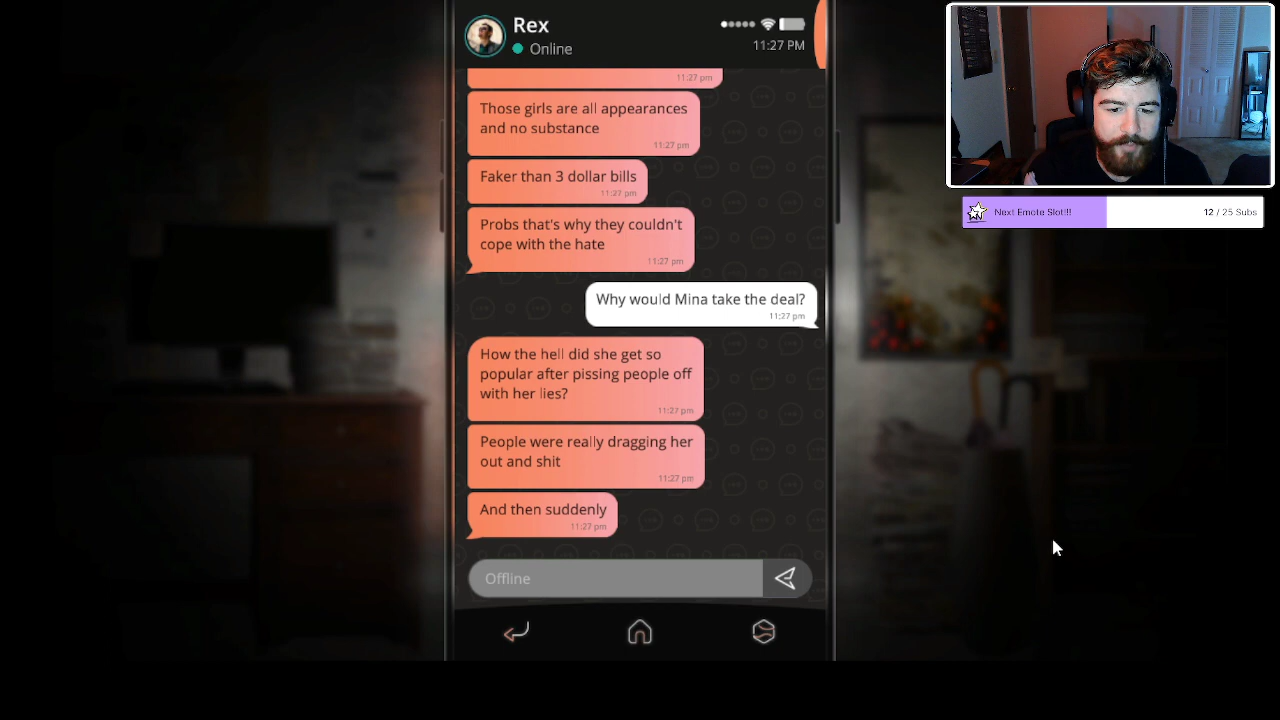 Rex
Online
11:27 PM
11:27 pm
Those girls are all appearances
and no substance
11:27 pm
Faker than 3 dollar bills
11:27 pm
Probs that's why they couldn't
cope with the hate
11:27 pm
Why would Mina take the deal?
11:27 pm
How the hell did she get so
popular after pissing people off
with her lies?
11:27 pm
People were really dragging her
out and shit
11:27 pm
And then suddenly
11:27 pm
Offline
Next Emote Slot!!!
12 / 25 Subs